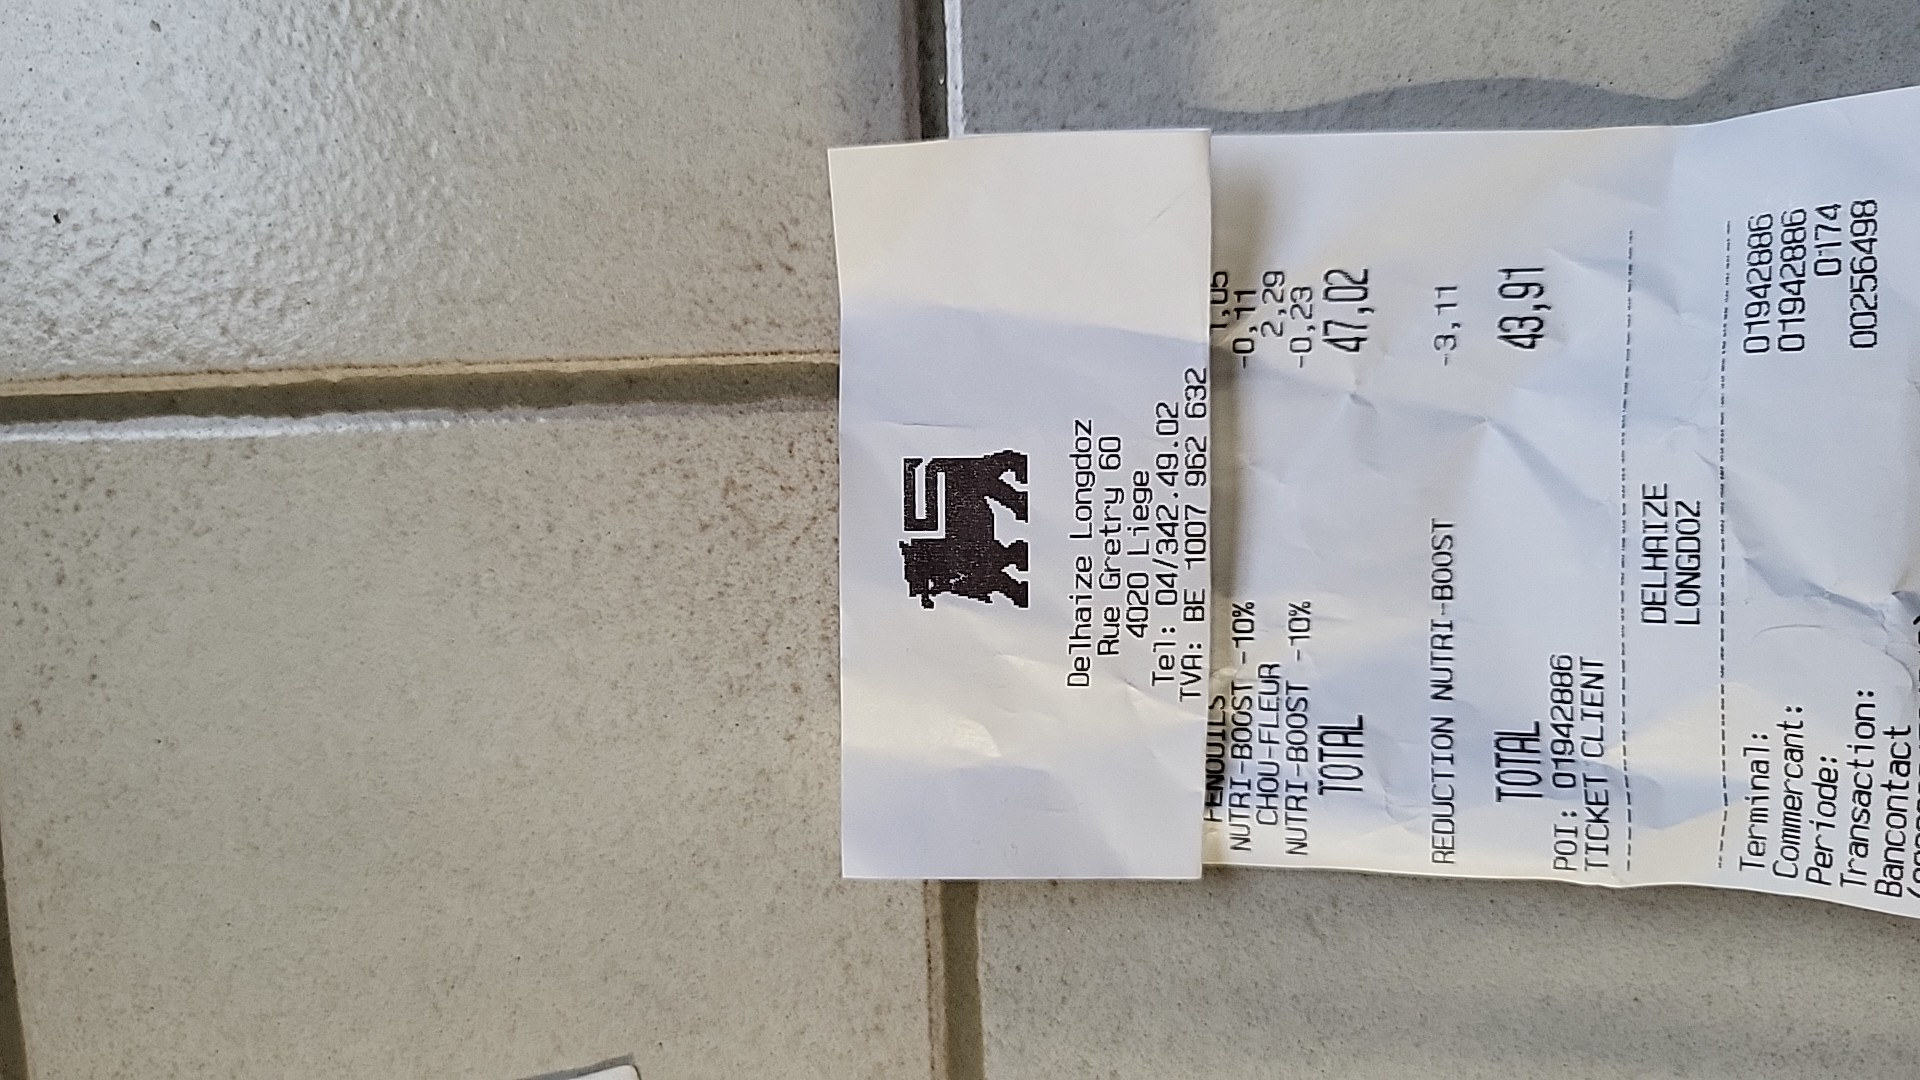 Delhaize Longdoz
Rue Gretry 60
4020 Liege
Tel: 04/342.49.02
TVA: BE 1007 962 632
FENOUILS 1,05
NUTRI-BOOST -10% -0,11
CHOU-FLEUR 2,29
NUTRI-BOOST -10% -0,23
TOTAL 47,02
REDUCTION NUTRI-BOOST -3,11
TOTAL 43,91
POI: 01942886
TICKET CLIENT
DELHAIZE
LONGDOZ
Terminal: 01942886
Commercant: 01942886
Periode: 0174
Transaction: 00256498
Bancontact